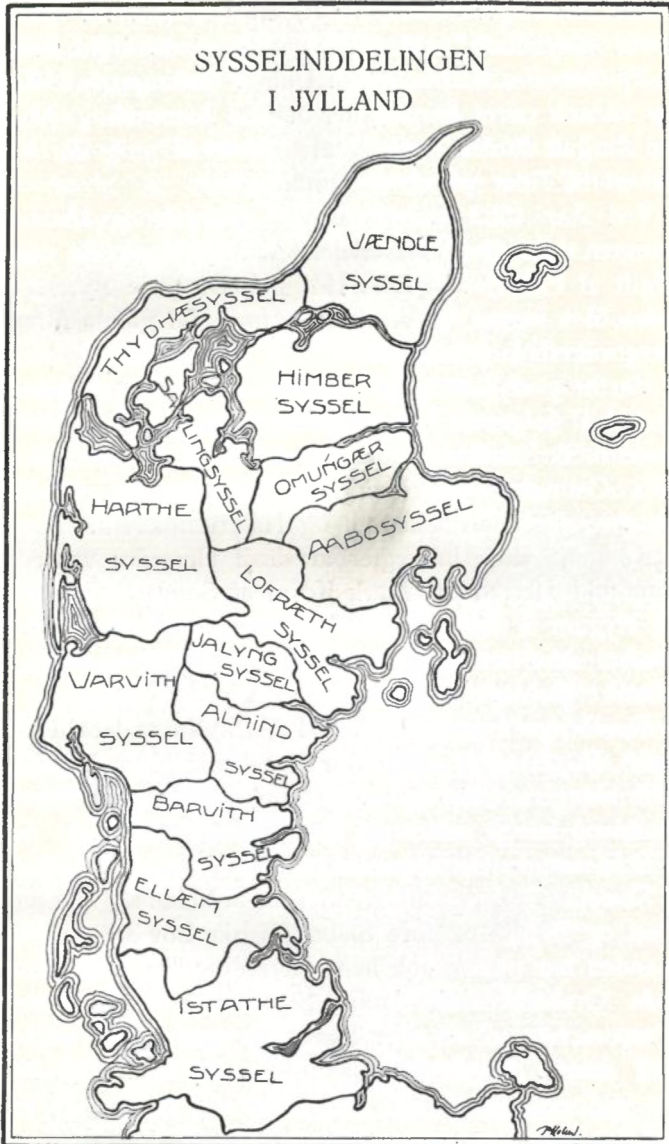 SYSSELINDDELINGEN
I JYLLAND
VÆNDLE
SYSSEL
THYDHÆSYSSEL
HIMBER
SYSSEL
SALLINGSYSSEL
OMUNGÆR
SYSSEL
HARTHE
SYSSEL
AABOSYSSEL
LOFRÆTH
SYSSEL
JALYNG
SYSSEL
VARVITH
SYSSEL
ALMIND
SYSSEL
BARVITH
SYSSEL
ELLÆM
SYSSEL
ISTATHE
SYSSEL